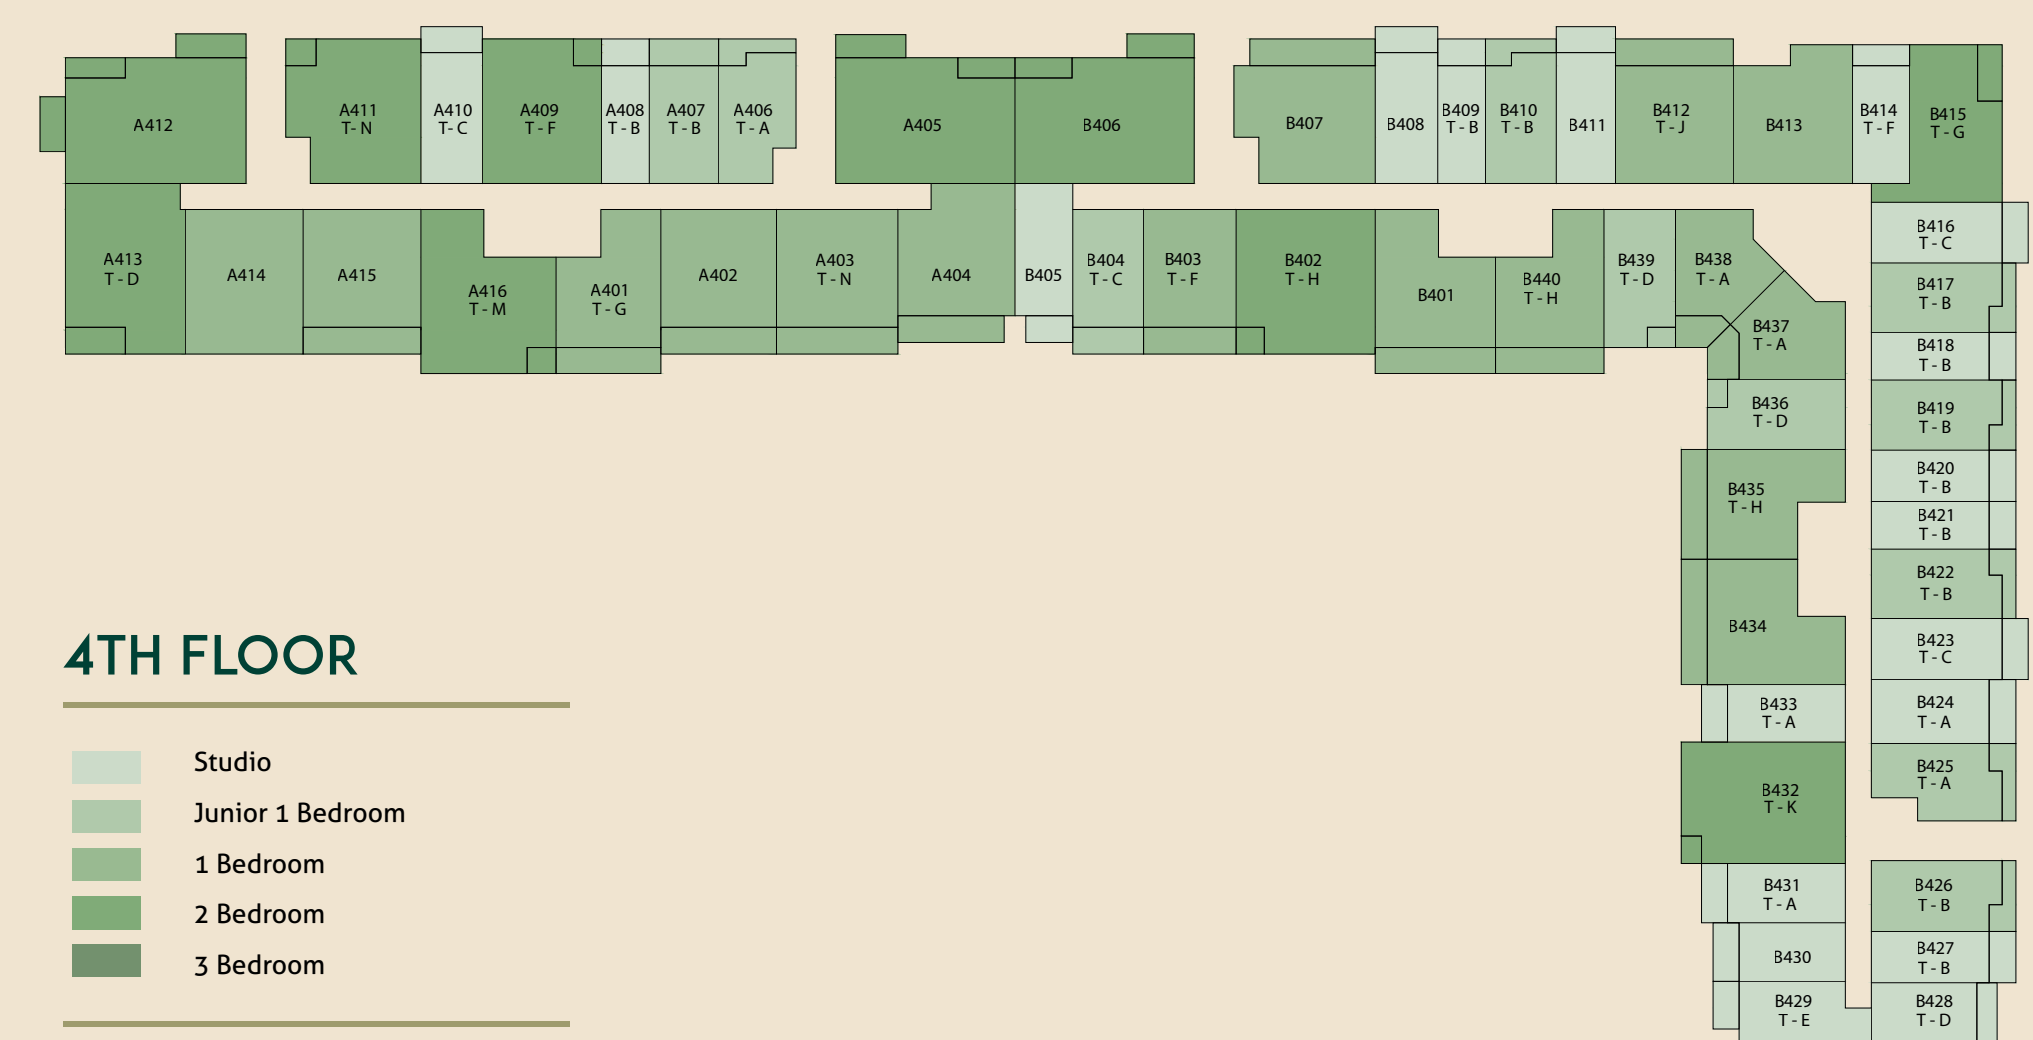 A412
A411
T - N
A410
T - C
A409
T - F
A408
T - B
A407
T - B
A406
T - A
A405
B406
B407
B408
B409
T - B
B410
T - B
B411
B412
T - J
B413
B414
T - F
B415
T - G
A413
T - D
A414
A415
A416
T - M
A401
T - G
A402
A403
T - N
A404
B405
B404
T - C
B403
T - F
B402
T - H
B401
B440
T - H
B439
T - D
B438
T - A
B437
T - A
B416
T - C
B417
T - B
B418
T - B
B436
T - D
B419
T - B
B435
T - H
B420
T - B
B421
T - B
B422
T - B
B434
B423
T - C
B433
T - A
B424
T - A
B432
T - K
B425
T - A
B431
T - A
B426
T - B
B430
B427
T - B
B429
T - E
B428
T - D
4TH FLOOR
Studio
Junior 1 Bedroom
1 Bedroom
2 Bedroom
3 Bedroom